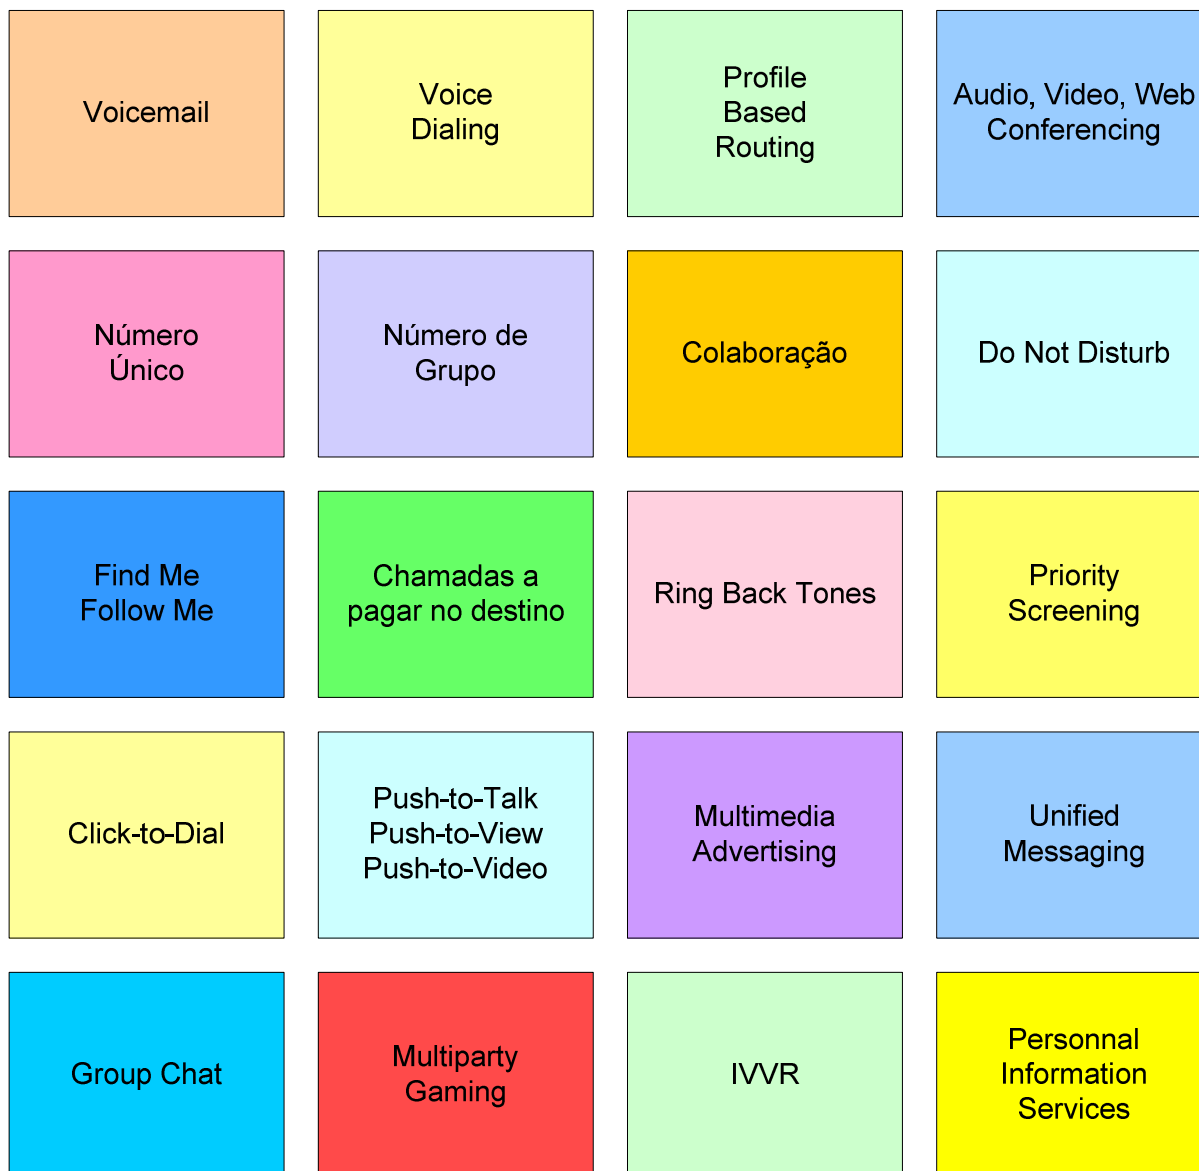 Voicemail
Voice
Dialing
Profile
Based
Routing
Audio, Video, Web
Conferencing
Número
Único
Número de
Grupo
Colaboração
Do Not Disturb
Find Me
Follow Me
Chamadas a
pagar no destino
Ring Back Tones
Priority
Screening
Click-to-Dial
Push-to-Talk
Push-to-View
Push-to-Video
Multimedia
Advertising
Unified
Messaging
Group Chat
Multiparty
Gaming
IVVR
Personnal
Information
Services